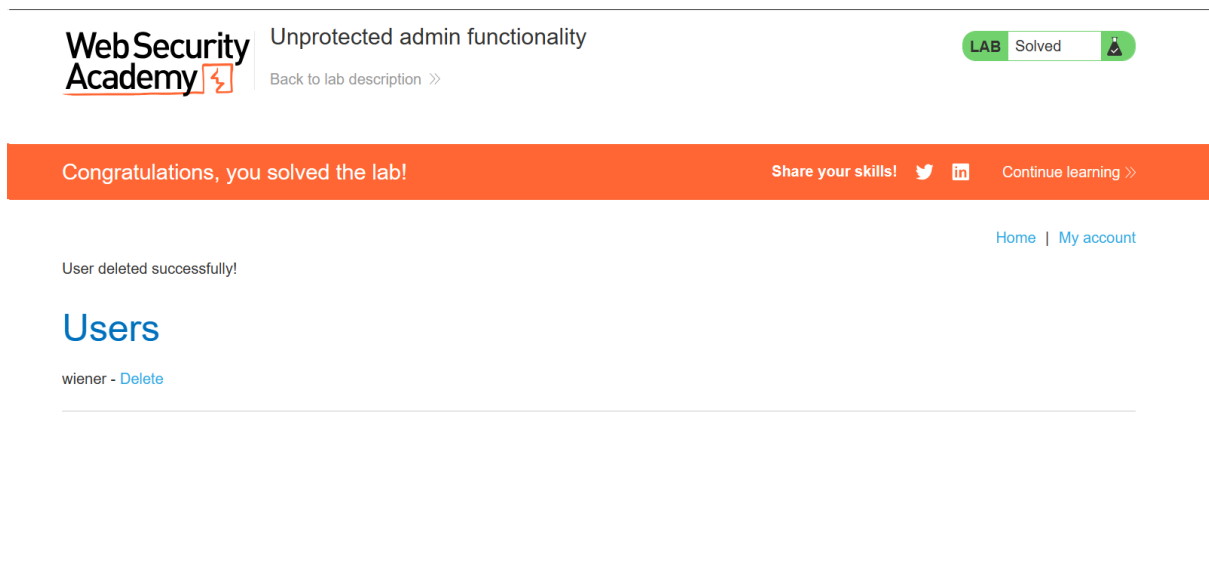 Web Security
Academy
Unprotected admin functionality
Back to lab description
LAB Solved
Congratulations, you solved the lab!
Share your skills!
Continue learning
Home | My account
User deleted successfully!
Users
wiener - Delete